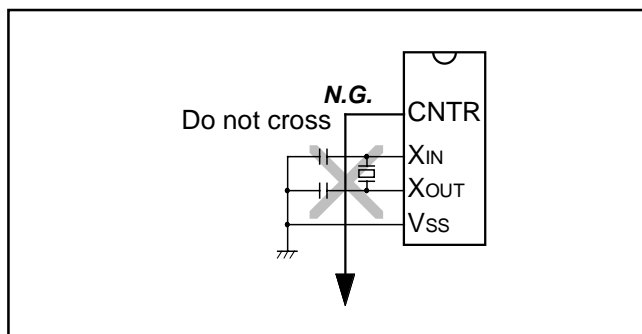 N.G.
Do not cross
CNTR
XIN
XOUT
VSS